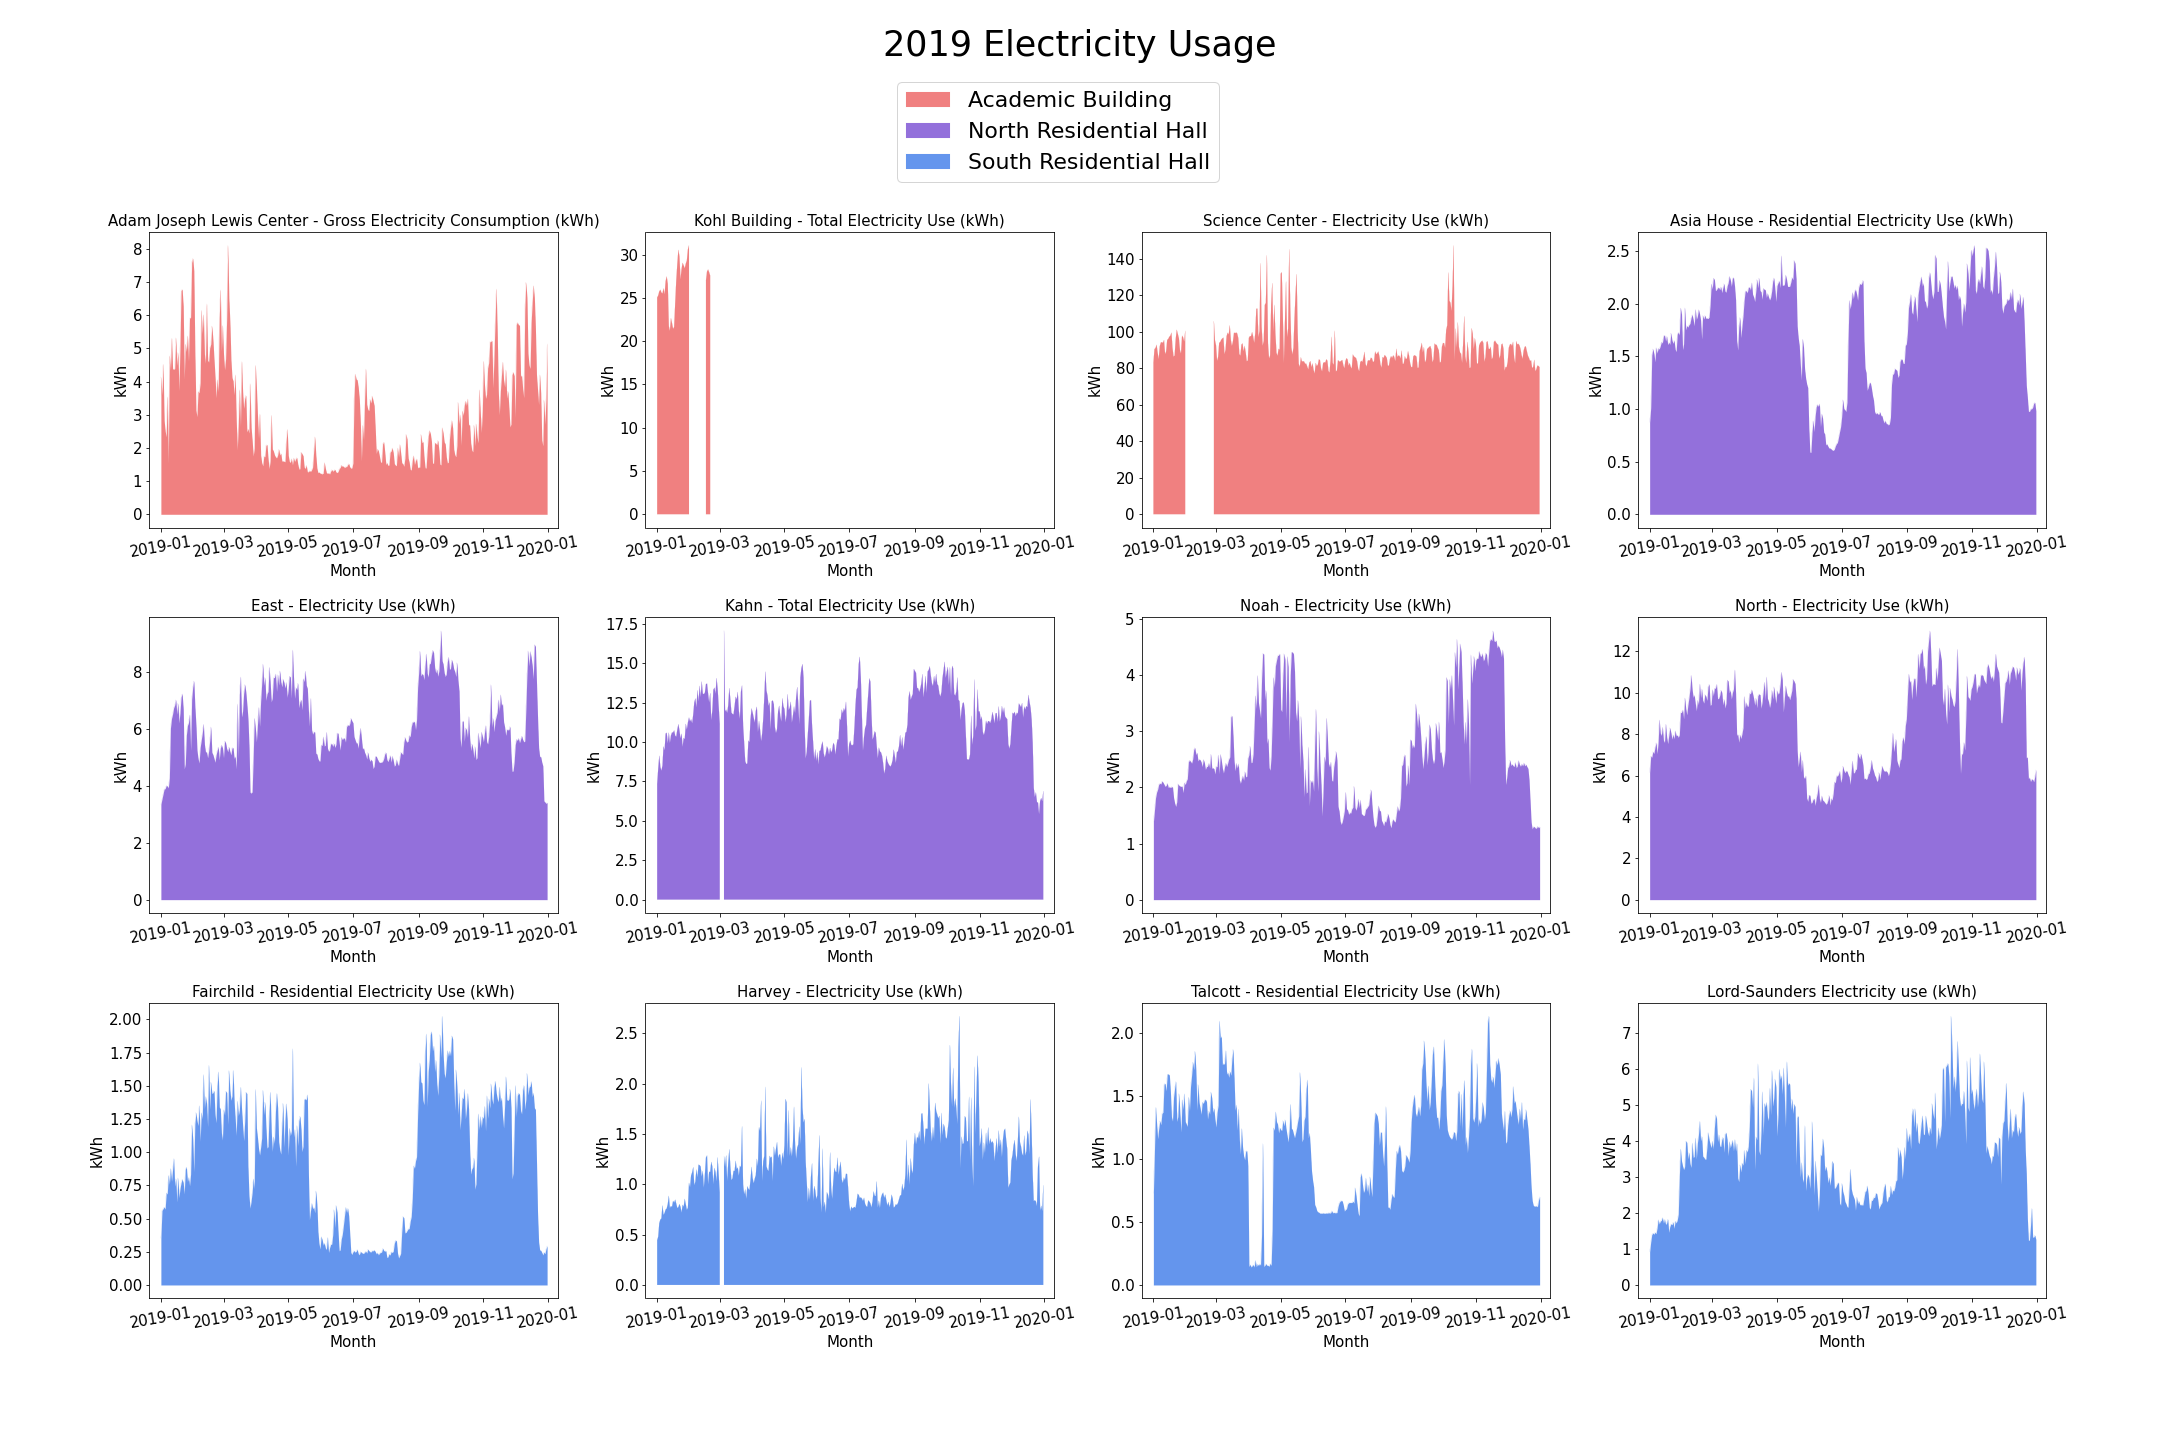 2019 Electricity Usage
Academic Building
North Residential Hall
South Residential Hall
Adam Joseph Lewis Center - Gross Electricity Consumption (kWh)
kWh
8
7
6
5
4
3
2
1
0
2019-01 2019-03 2019-05 2019-07 2019-09 2019-11 2020-01
Month
Kohl Building - Total Electricity Use (kWh)
kWh
30
25
20
15
10
5
0
2019-01 2019-03 2019-05 2019-07 2019-09 2019-11 2020-01
Month
Science Center - Electricity Use (kWh)
kWh
140
120
100
80
60
40
20
0
2019-01 2019-03 2019-05 2019-07 2019-09 2019-11 2020-01
Month
Asia House - Residential Electricity Use (kWh)
kWh
2.5
2.0
1.5
1.0
0.5
0.0
2019-01 2019-03 2019-05 2019-07 2019-09 2019-11 2020-01
Month
East - Electricity Use (kWh)
kWh
8
6
4
2
0
2019-01 2019-03 2019-05 2019-07 2019-09 2019-11 2020-01
Month
Kahn - Total Electricity Use (kWh)
kWh
17.5
15.0
12.5
10.0
7.5
5.0
2.5
0.0
2019-01 2019-03 2019-05 2019-07 2019-09 2019-11 2020-01
Month
Noah - Electricity Use (kWh)
kWh
5
4
3
2
1
0
2019-01 2019-03 2019-05 2019-07 2019-09 2019-11 2020-01
Month
North - Electricity Use (kWh)
kWh
12
10
8
6
4
2
0
2019-01 2019-03 2019-05 2019-07 2019-09 2019-11 2020-01
Month
Fairchild - Residential Electricity Use (kWh)
kWh
2.00
1.75
1.50
1.25
1.00
0.75
0.50
0.25
0.00
2019-01 2019-03 2019-05 2019-07 2019-09 2019-11 2020-01
Month
Harvey - Electricity Use (kWh)
kWh
2.5
2.0
1.5
1.0
0.5
0.0
2019-01 2019-03 2019-05 2019-07 2019-09 2019-11 2020-01
Month
Talcott - Residential Electricity Use (kWh)
kWh
2.0
1.5
1.0
0.5
0.0
2019-01 2019-03 2019-05 2019-07 2019-09 2019-11 2020-01
Month
Lord-Saunders Electricity use (kWh)
kWh
7
6
5
4
3
2
1
0
2019-01 2019-03 2019-05 2019-07 2019-09 2019-11 2020-01
Month